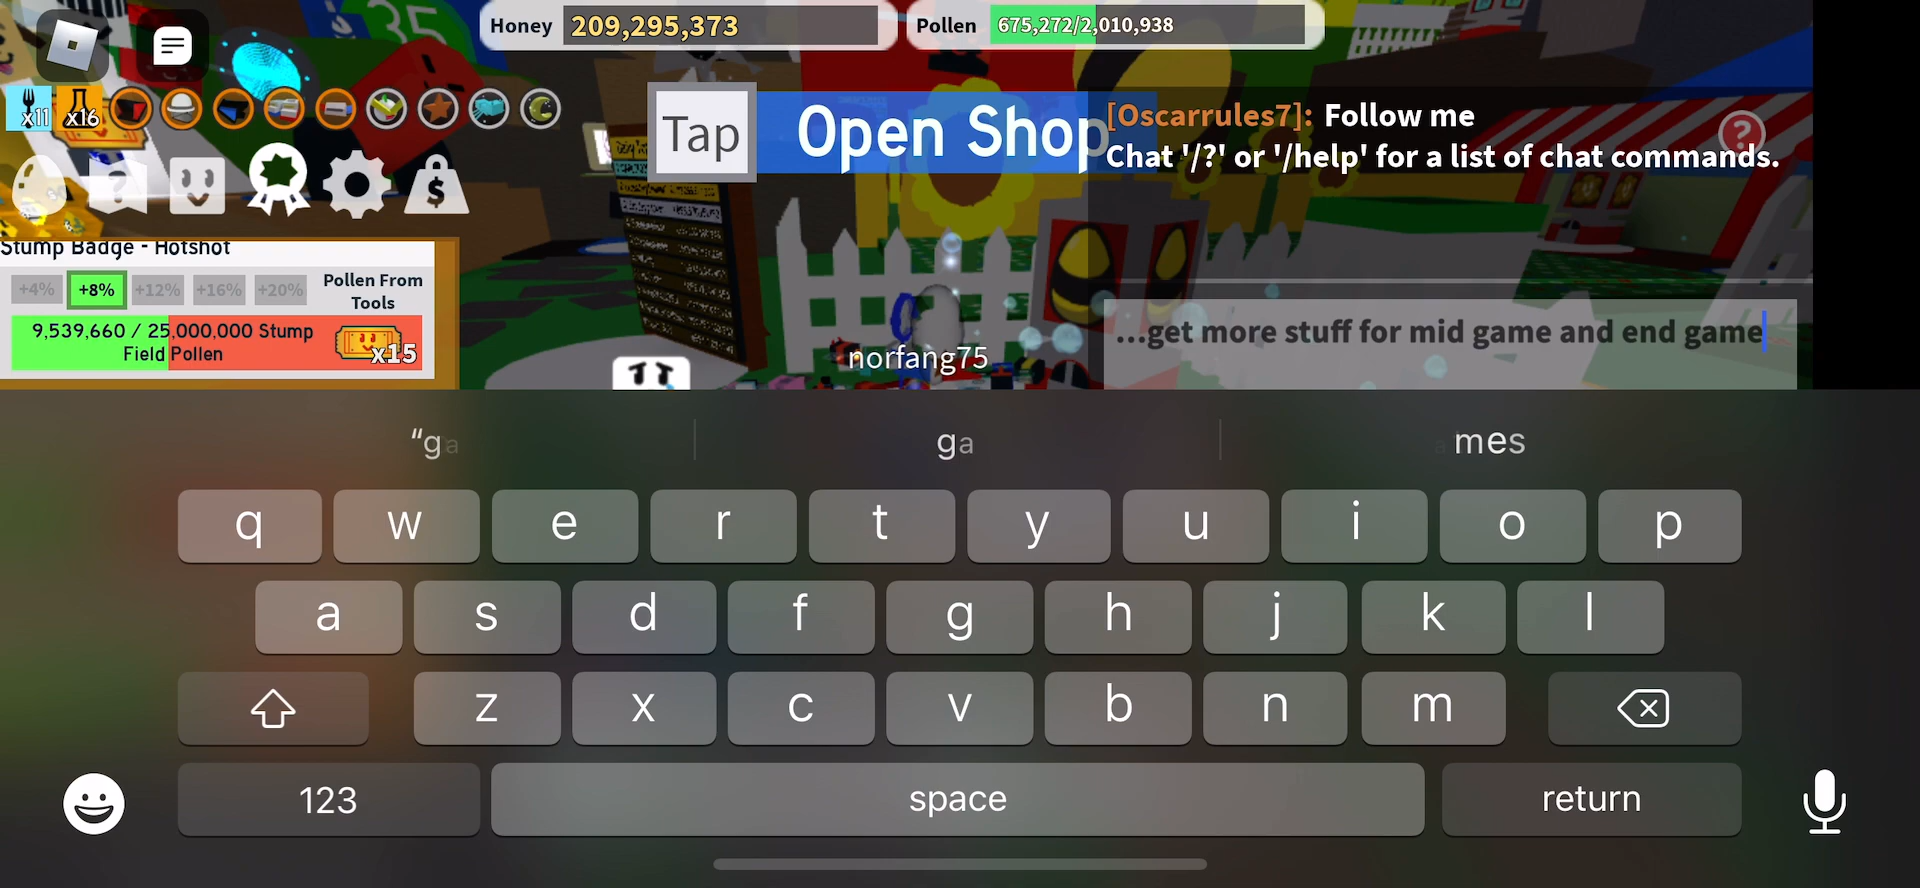 Honey 209,295,373
Pollen 675,272/2,010,938
x11 x16
Tap Open Shop
[Oscarrules7]: Follow me
Chat '/?' or '/help' for a list of chat commands.
?
Stump Badge - Hotshot
+4% +8% +12% +16% +20%
Pollen From
Tools
9,539,660 / 25,000,000 Stump
Field Pollen
x15
norfang75
...get more stuff for mid game and end game
“ga ga mes
q w e r t y u i o p
a s d f g h j k l
z x c v b n m
123 space return